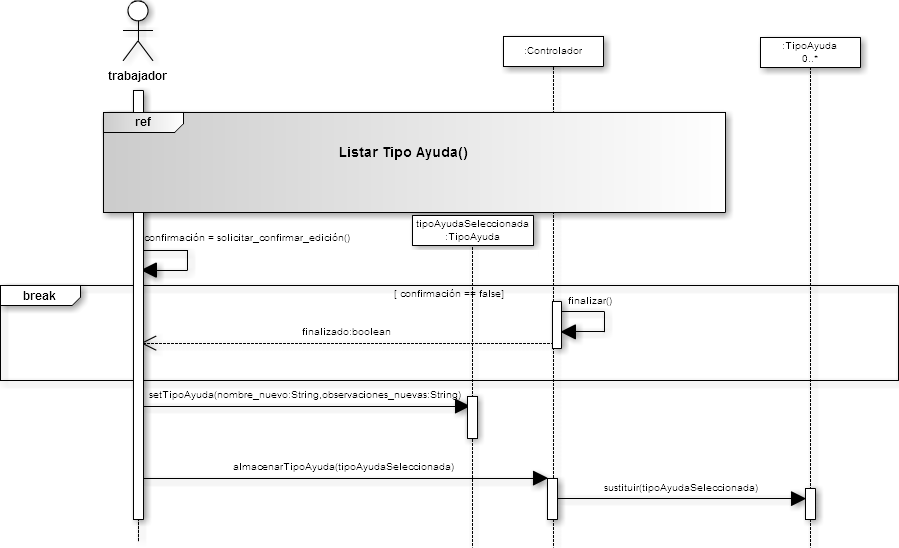 :Controlador
:TipoAyuda
0..*
trabajador
ref
Listar Tipo Ayuda()
tipoAyudaSeleccionada
:TipoAyuda
confirmación = solicitar_confirmar_edición()
break
[ confirmación == false]
finalizar()
finalizado:boolean
setTipoAyuda(nombre_nuevo:String,observaciones_nuevas:String)
almacenarTipoAyuda(tipoAyudaSeleccionada)
sustituir(tipoAyudaSeleccionada)